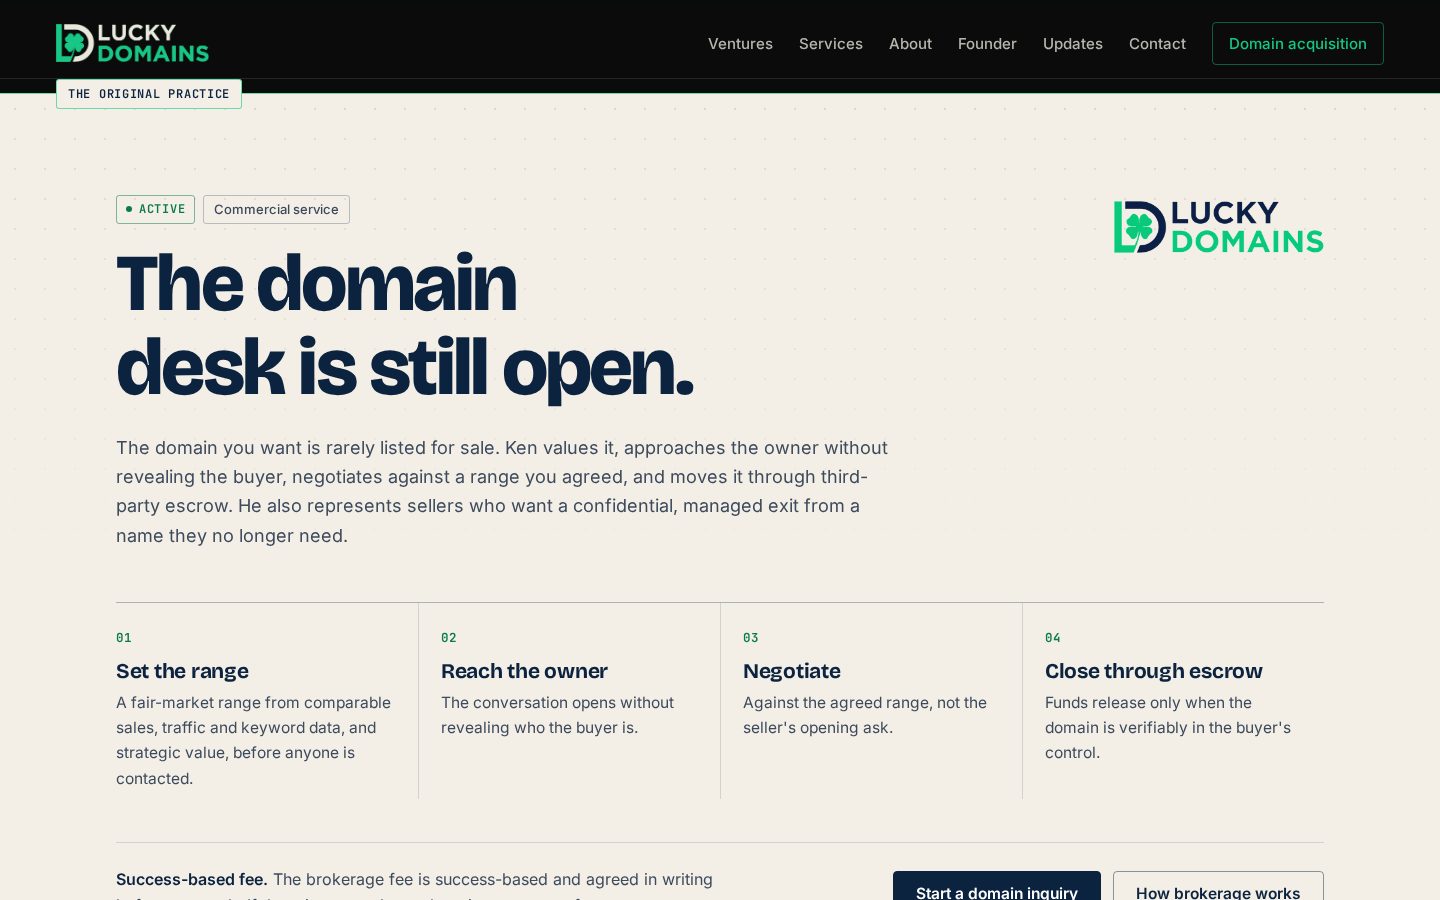 LUCKY
DOMAINS
Ventures Services About Founder Updates Contact Domain acquisition
THE ORIGINAL PRACTICE
ACTIVE Commercial service
LUCKY
DOMAINS
The domain
desk is still open.
The domain you want is rarely listed for sale. Ken values it, approaches the owner without
revealing the buyer, negotiates against a range you agreed, and moves it through third-
party escrow. He also represents sellers who want a confidential, managed exit from a
name they no longer need.
01
Set the range
A fair-market range from comparable
sales, traffic and keyword data, and
strategic value, before anyone is
contacted.
02
Reach the owner
The conversation opens without
revealing who the buyer is.
03
Negotiate
Against the agreed range, not the
seller's opening ask.
04
Close through escrow
Funds release only when the
domain is verifiably in the buyer's
control.
Success-based fee. The brokerage fee is success-based and agreed in writing
Start a domain inquiry How brokerage works